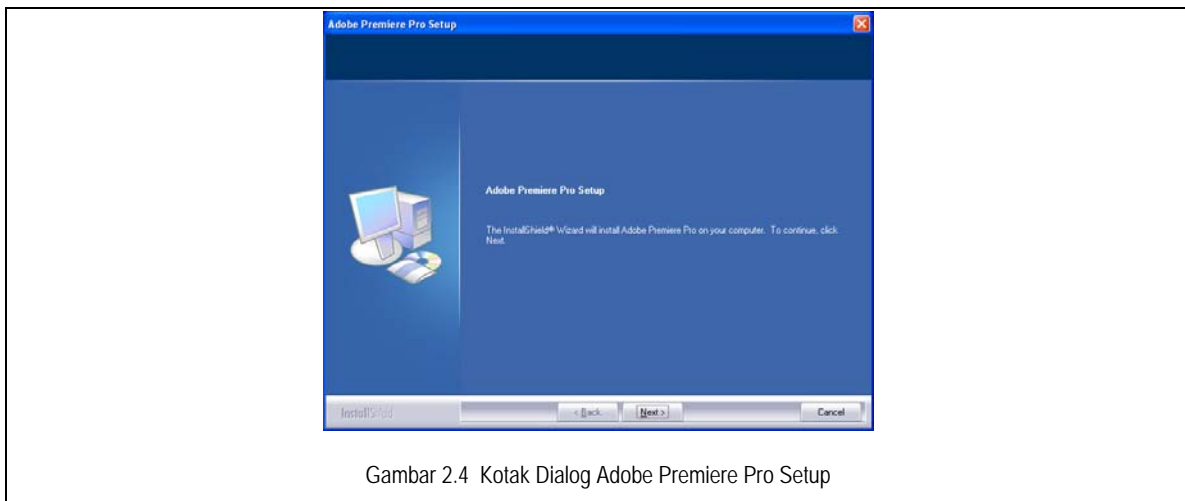 Adobe Premiere Pro Setup
Adobe Premiere Pro Setup
The InstallShield® Wizard will install Adobe Premiere Pro on your computer. To continue, click
Next.
InstallShield
< Back
Next >
Cancel
Gambar 2.4 Kotak Dialog Adobe Premiere Pro Setup